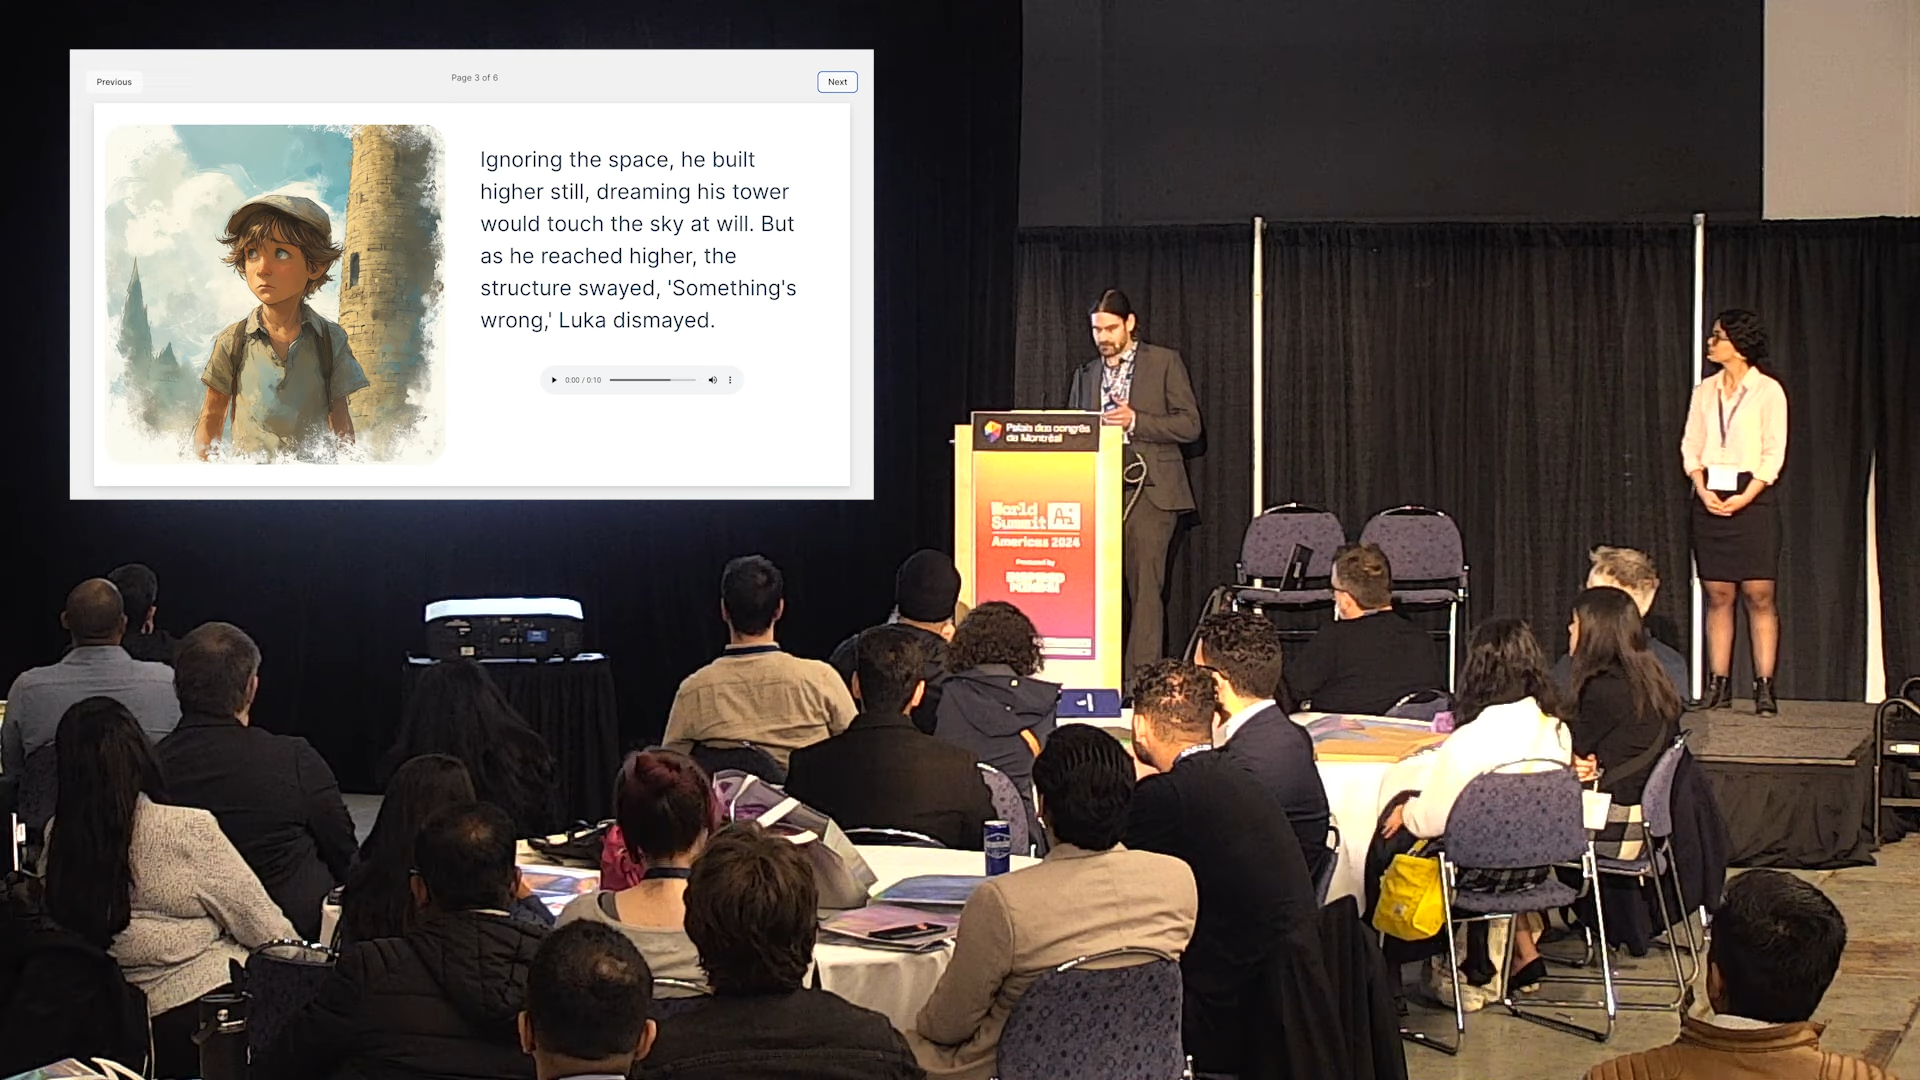 Previous
Page 3 of 6
Next
Ignoring the space, he built
higher still, dreaming his tower
would touch the sky at will. But
as he reached higher, the
structure swayed, 'Something's
wrong,' Luka dismayed.
0:00 / 0:10
Palais des congrès
de Montréal
World
Summit Ai
Americas 2024
Produced by